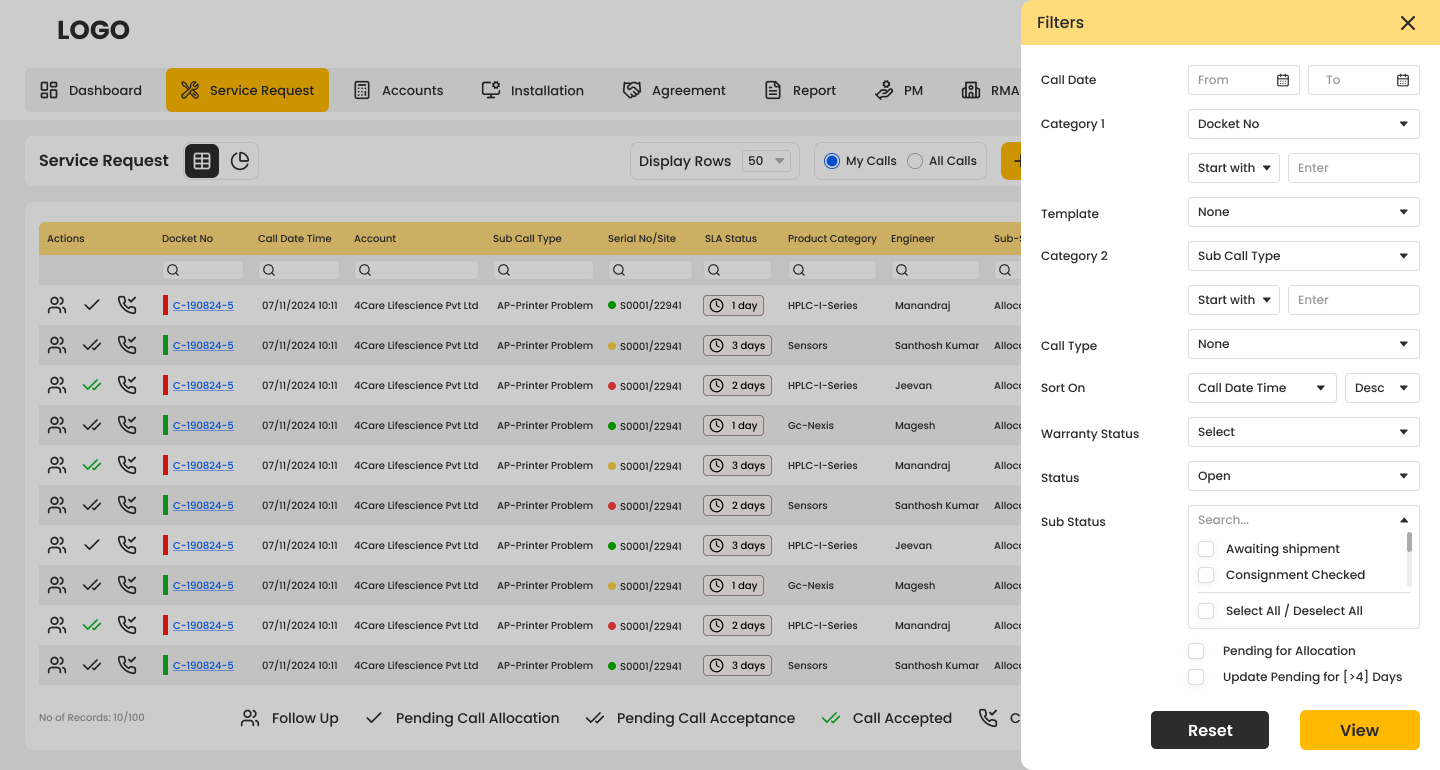 LOGO
Dashboard Service Request Accounts Installation Agreement Report PM RMA
Service Request Display Rows 50 My Calls All Calls
Actions Docket No Call Date Time Account Sub Call Type Serial No/Site SLA Status Product Category Engineer Sub-S
C-190824-5 07/11/2024 10:11 4Care Lifescience Pvt Ltd AP-Printer Problem S0001/22941 1 day HPLC-I-Series Manandraj Alloc
C-190824-5 07/11/2024 10:11 4Care Lifescience Pvt Ltd AP-Printer Problem S0001/22941 3 days Sensors Santhosh Kumar Alloc
C-190824-5 07/11/2024 10:11 4Care Lifescience Pvt Ltd AP-Printer Problem S0001/22941 2 days HPLC-I-Series Jeevan Alloc
C-190824-5 07/11/2024 10:11 4Care Lifescience Pvt Ltd AP-Printer Problem S0001/22941 1 day Gc-Nexis Magesh Alloc
C-190824-5 07/11/2024 10:11 4Care Lifescience Pvt Ltd AP-Printer Problem S0001/22941 3 days HPLC-I-Series Manandraj Alloc
C-190824-5 07/11/2024 10:11 4Care Lifescience Pvt Ltd AP-Printer Problem S0001/22941 2 days Sensors Santhosh Kumar Alloc
C-190824-5 07/11/2024 10:11 4Care Lifescience Pvt Ltd AP-Printer Problem S0001/22941 3 days HPLC-I-Series Jeevan Alloc
C-190824-5 07/11/2024 10:11 4Care Lifescience Pvt Ltd AP-Printer Problem S0001/22941 1 day Gc-Nexis Magesh Alloc
C-190824-5 07/11/2024 10:11 4Care Lifescience Pvt Ltd AP-Printer Problem S0001/22941 2 days HPLC-I-Series Manandraj Alloc
C-190824-5 07/11/2024 10:11 4Care Lifescience Pvt Ltd AP-Printer Problem S0001/22941 3 days Sensors Santhosh Kumar Alloc
No of Records: 10/100 Follow Up Pending Call Allocation Pending Call Acceptance Call Accepted C
Filters
Call Date From To
Category 1 Docket No
Start with Enter
Template None
Category 2 Sub Call Type
Start with Enter
Call Type None
Sort On Call Date Time Desc
Warranty Status Select
Status Open
Sub Status Search...
Awaiting shipment
Consignment Checked
Select All / Deselect All
Pending for Allocation
Update Pending for [>4] Days
Reset View